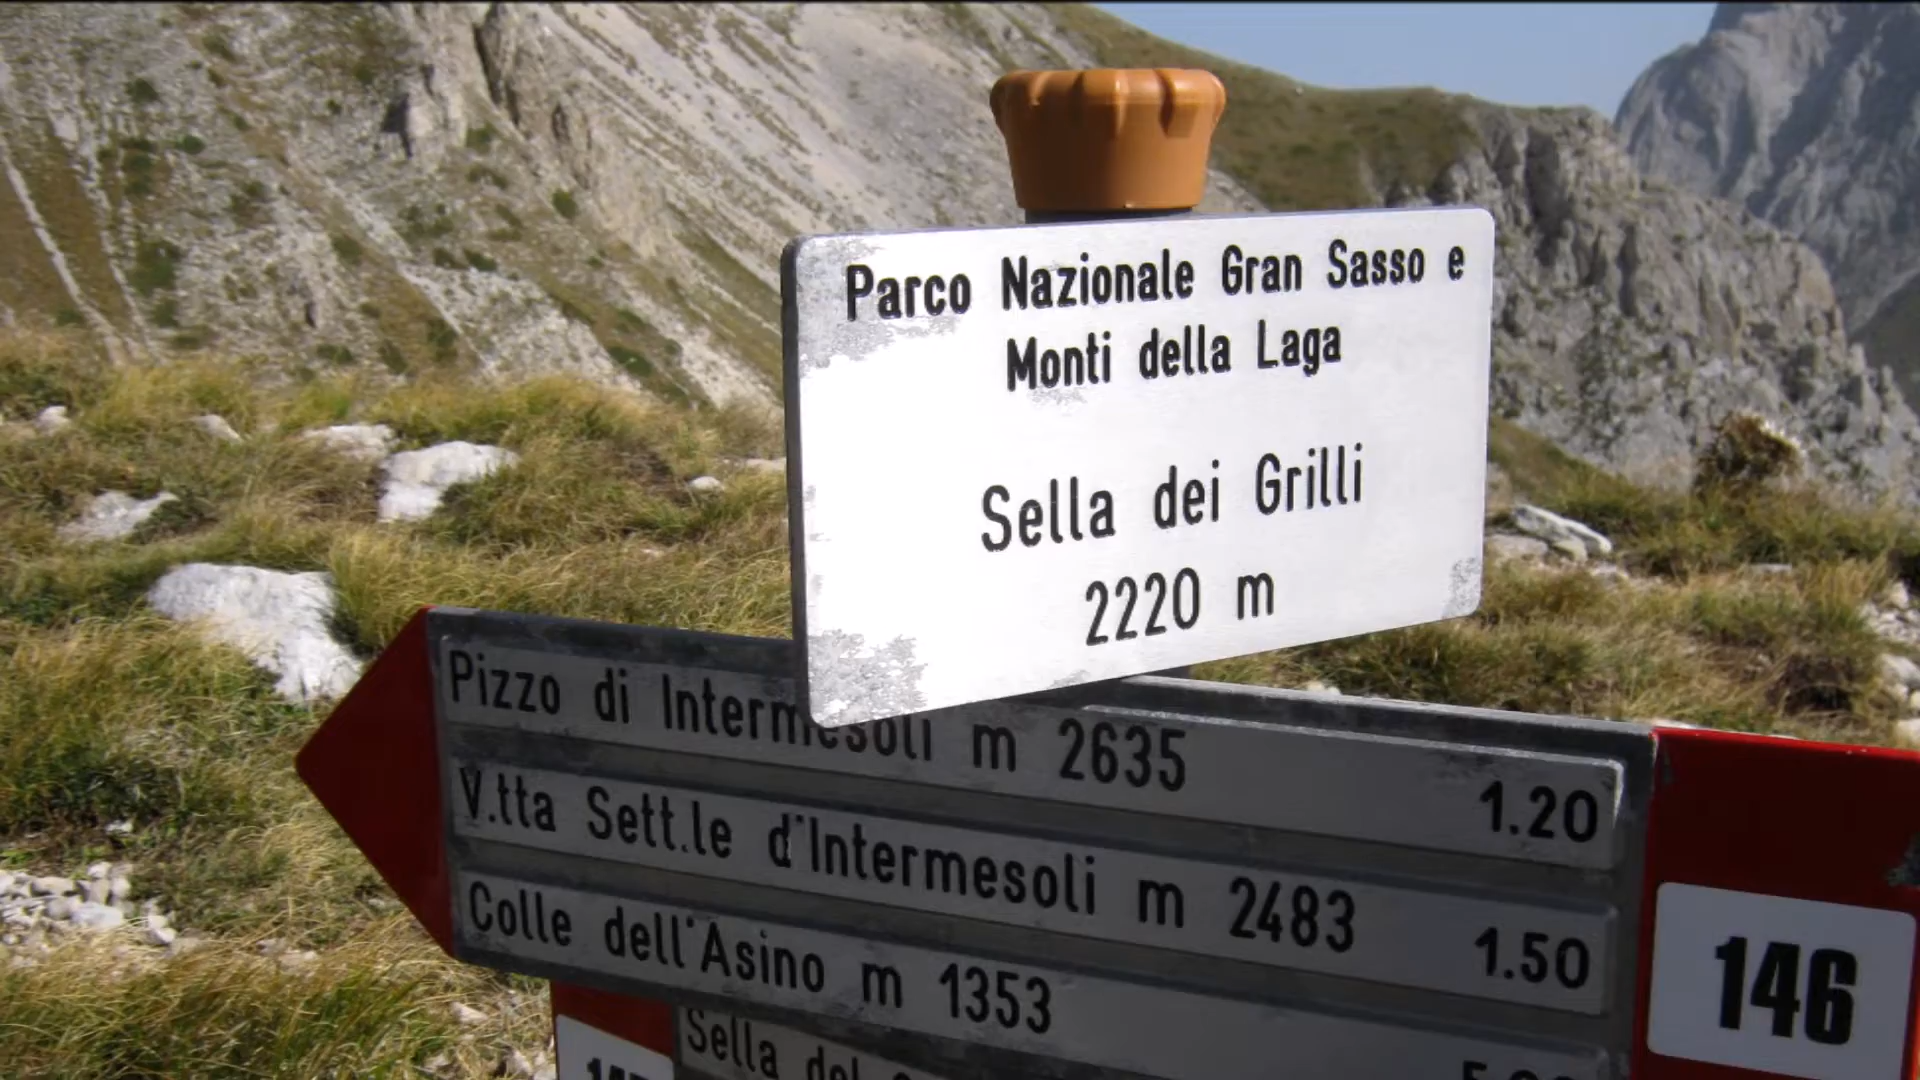 Parco Nazionale Gran Sasso e
Monti della Laga
Sella dei Grilli
2220 m
Pizzo di Intermesoli m 2635 1.20
V.tta Sett.le d'Intermesoli m 2483 1.50
Colle dell'Asino m 1353
146
Sella del